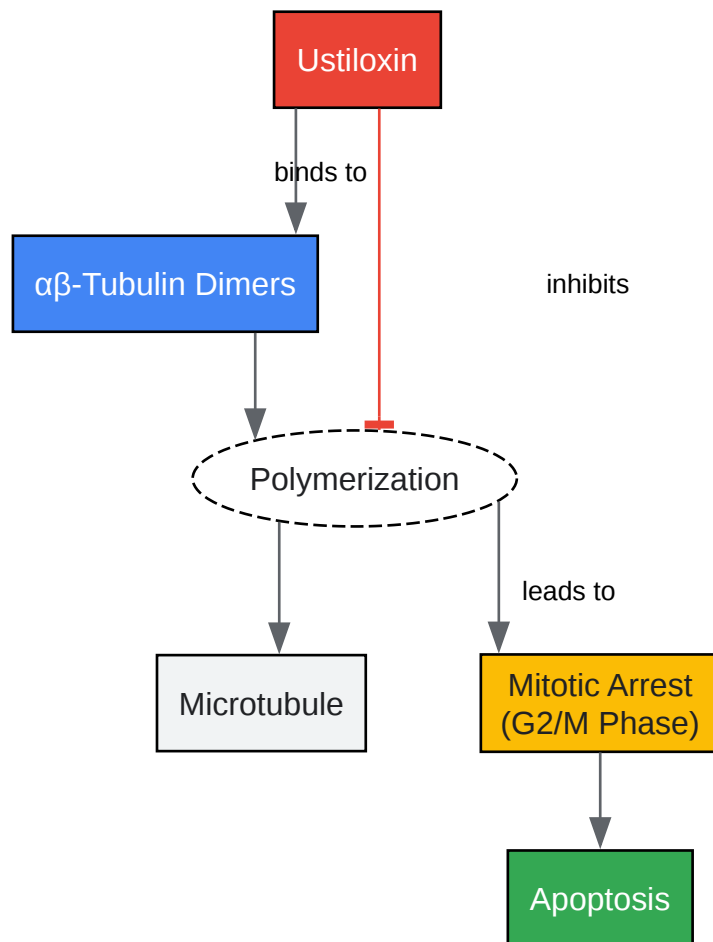 Ustiloxin
binds to
αβ-Tubulin Dimers
inhibits
Polymerization
leads to
Microtubule
Mitotic Arrest
(G2/M Phase)
Apoptosis